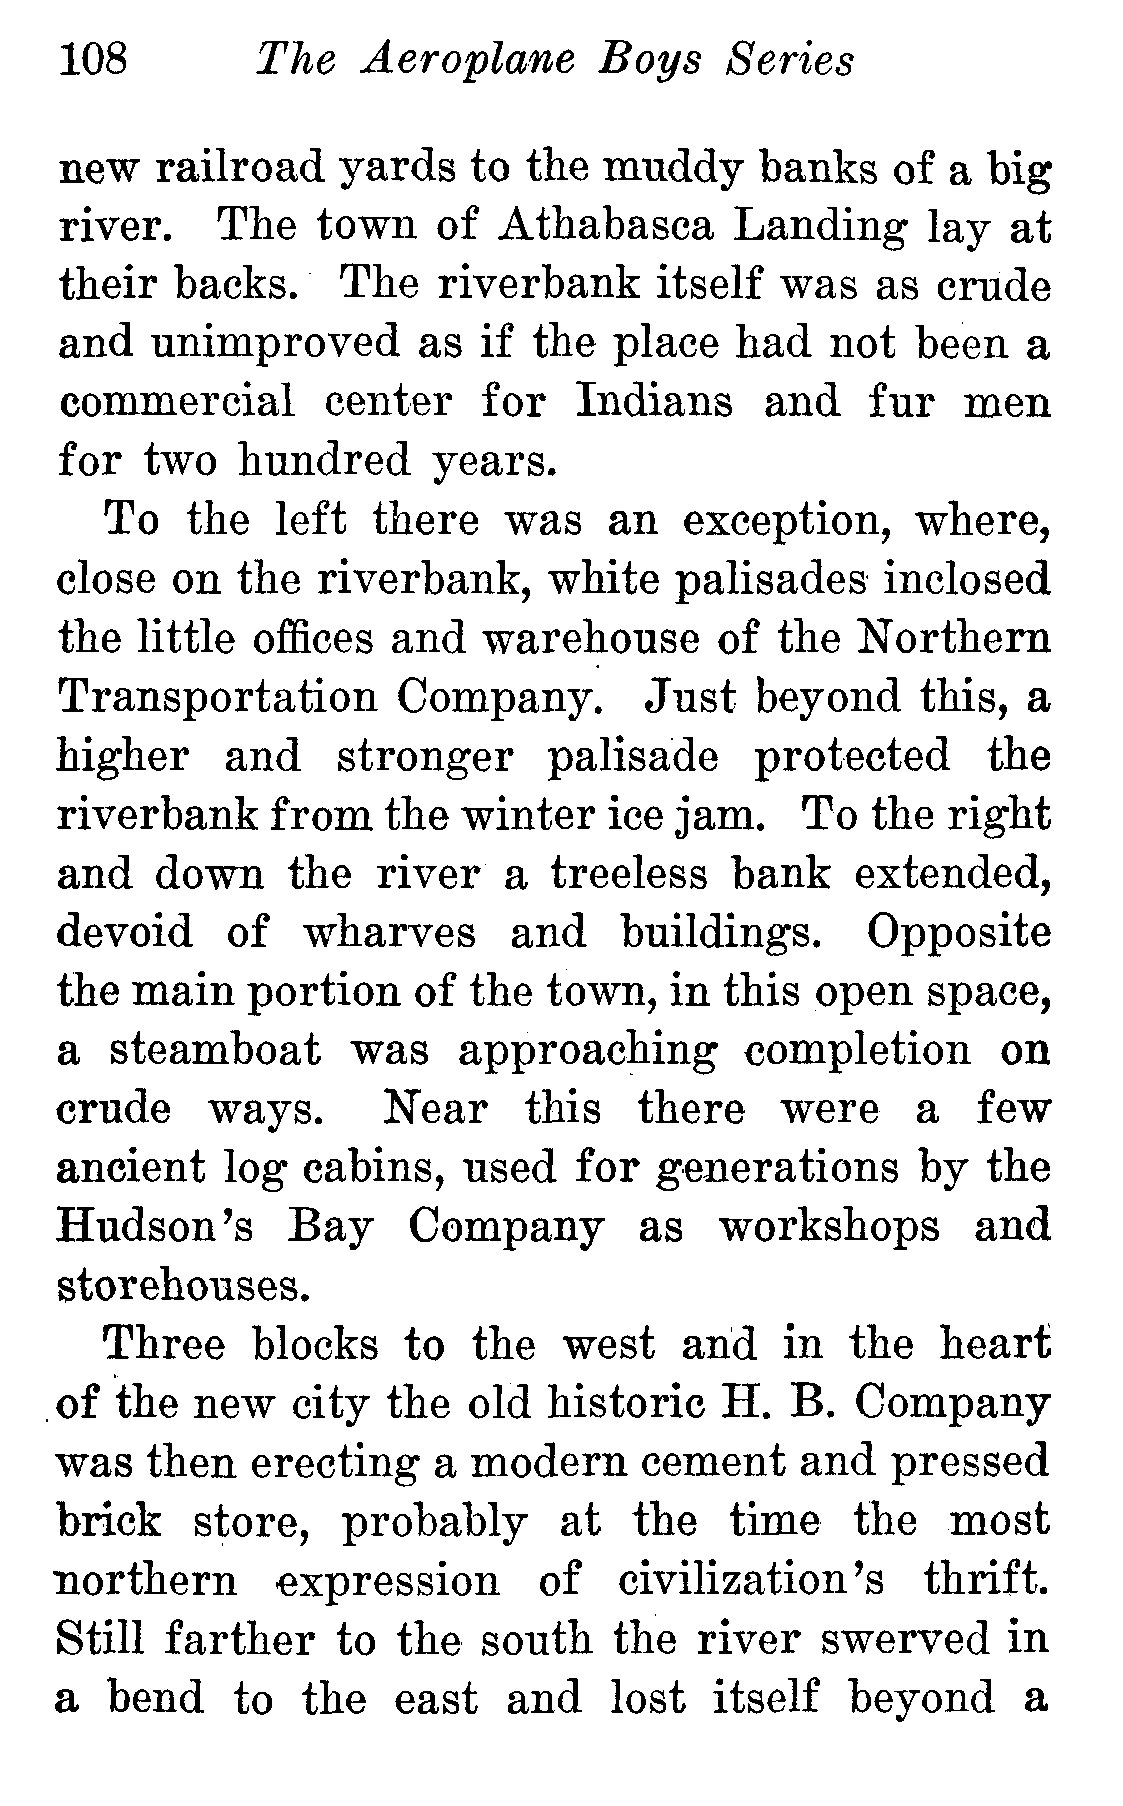 108 The Aeroplane Boys Series
new railroad yards to the muddy banks of a big
river. The town of Athabasca Landing lay at
their backs. The riverbank itself was as crude
and unimproved as if the place had not been a
commercial center for Indians and fur men
for two hundred years.
To the left there was an exception, where,
close on the riverbank, white palisades inclosed
the little offices and warehouse of the Northern
Transportation Company. Just beyond this, a
higher and stronger palisade protected the
riverbank from the winter ice jam. To the right
and down the river a treeless bank extended,
devoid of wharves and buildings. Opposite
the main portion of the town, in this open space,
a steamboat was approaching completion on
crude ways. Near this there were a few
ancient log cabins, used for generations by the
Hudson's Bay Company as workshops and
storehouses.
Three blocks to the west and in the heart
of the new city the old historic H. B. Company
was then erecting a modern cement and pressed
brick store, probably at the time the most
northern expression of civilization's thrift.
Still farther to the south the river swerved in
a bend to the east and lost itself beyond a